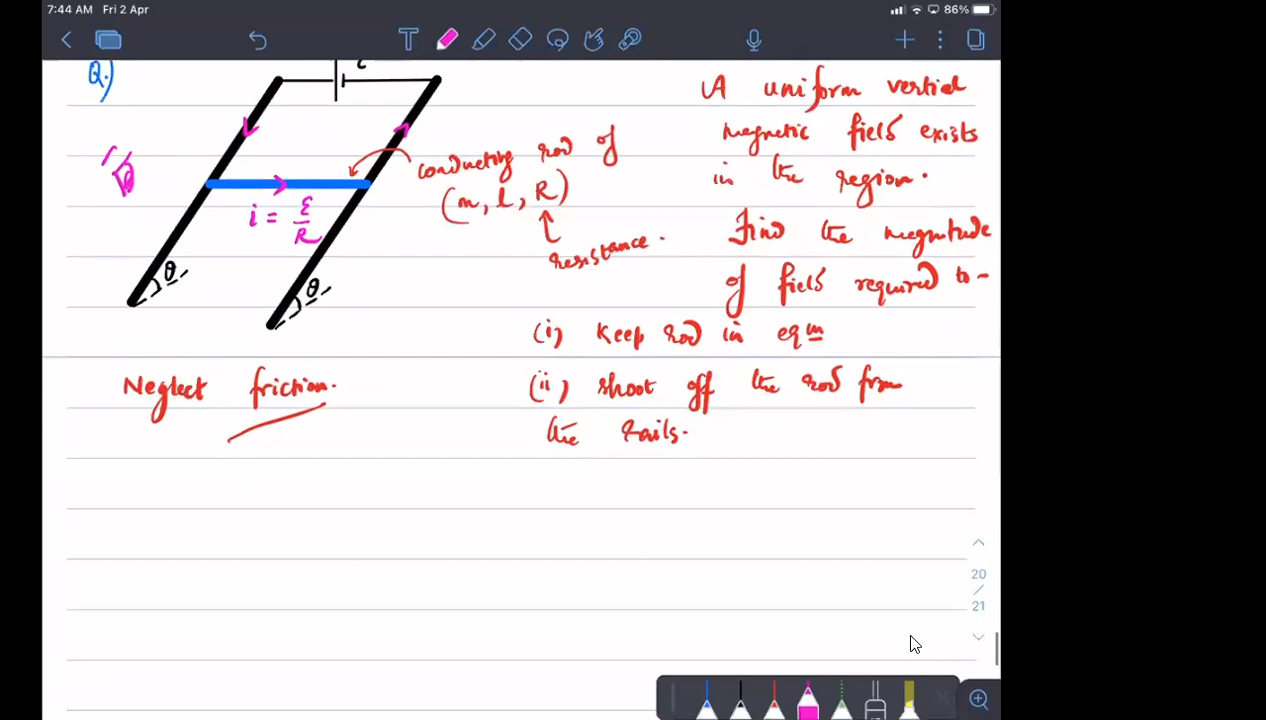 7:44 AM Fri 2 Apr
86%
T
Q.)
A uniform vertical
magnetic field exists
in the region.
Find the magnitude
of field required to -
conducting rod of
(m, l, R)
resistance.
i = ε/R
θ
θ
(i) keep rod in eqm
Neglect friction.
(ii) shoot off the rod from
the rails.
20
/
21